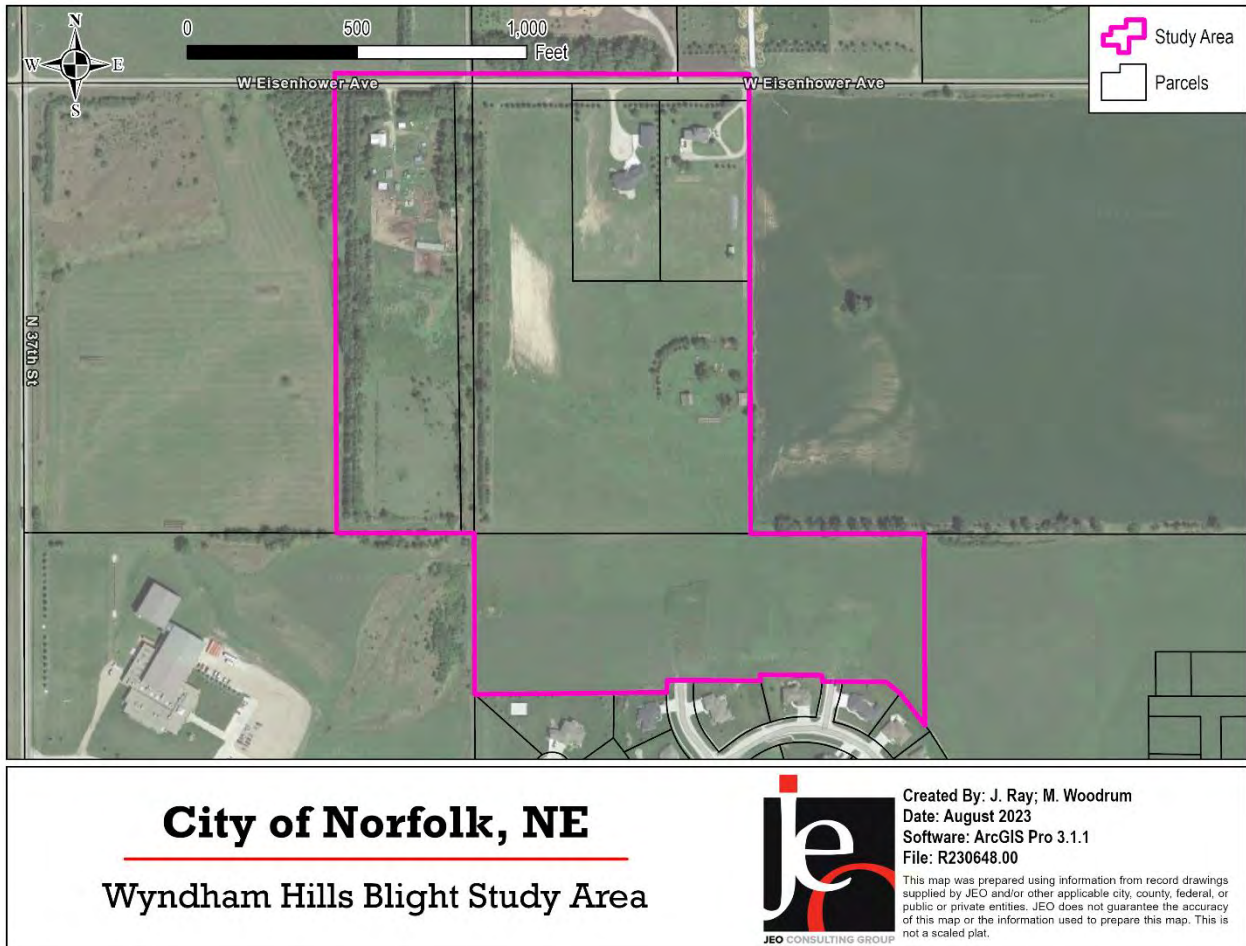 N
W E
S
0 500 1,000
Feet
Study Area
Parcels
W Eisenhower Ave W Eisenhower Ave
N 37th St
City of Norfolk, NE
Wyndham Hills Blight Study Area
je
JEO CONSULTING GROUP
Created By: J. Ray; M. Woodrum
Date: August 2023
Software: ArcGIS Pro 3.1.1
File: R230648.00
This map was prepared using information from record drawings
supplied by JEO and/or other applicable city, county, federal, or
public or private entities. JEO does not guarantee the accuracy
of this map or the information used to prepare this map. This is
not a scaled plat.